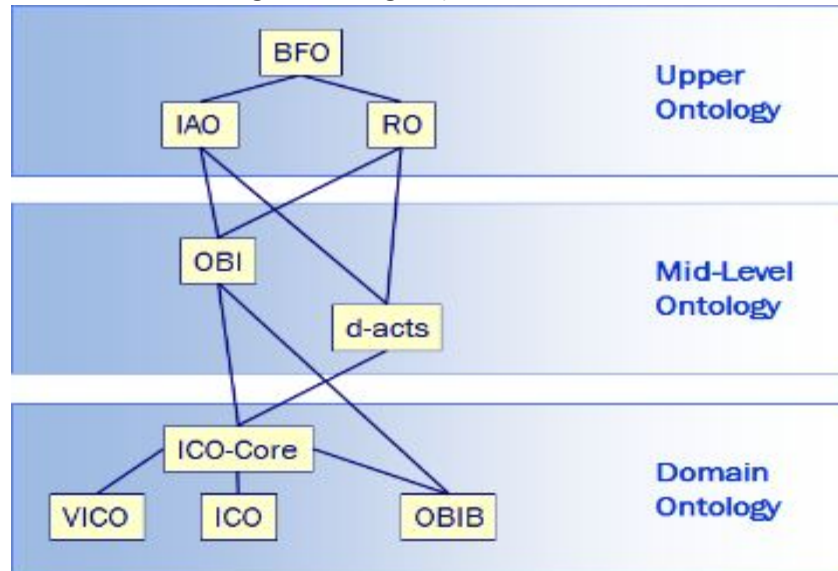 BFO
IAO
RO
Upper
Ontology
OBI
d-acts
Mid-Level
Ontology
ICO-Core
VICO
ICO
OBIB
Domain
Ontology